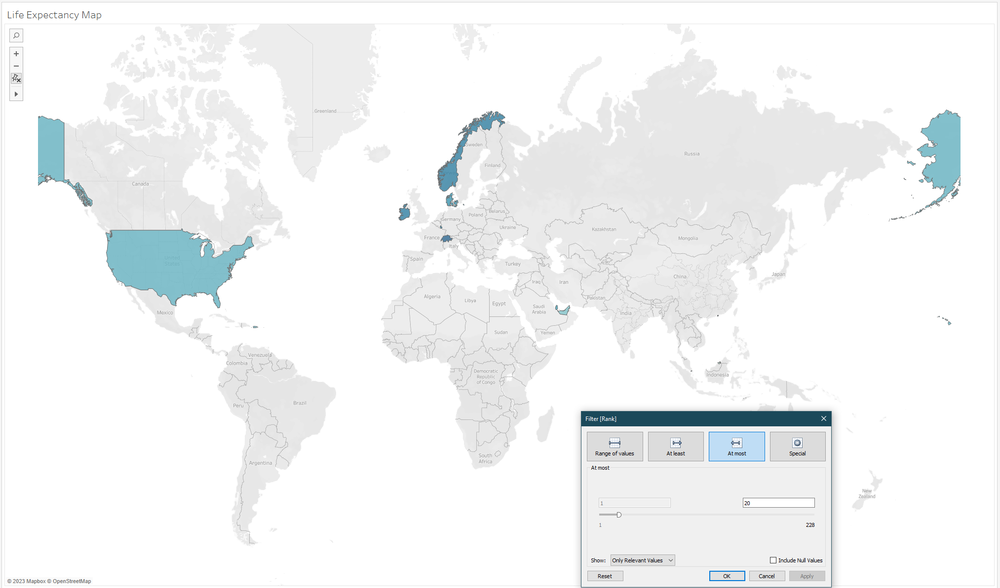 Life Expectancy Map
Greenland
Sweden
Russia
Finland
Canada
Belarus
Poland
Germany
Ukraine
Kazakhstan
France
Mongolia
Italy
United
States
Spain
Turkey
Japan
China
Iraq
Iran
Algeria
Pakistan
Libya
Egypt
Saudi
Arabia
Mexico
India
Sudan
Yemen
Venezuela
Colombia
Democratic
Republic
of Congo
Indonesia
Brazil
Peru
South
Africa
Argentina
New
Zealand
Filter [Rank]
Range of values
At least
At most
Special
At most
1
20
1
228
Show:
Only Relevant Values
Include Null Values
Reset
OK
Cancel
Apply
© 2023 Mapbox © OpenStreetMap